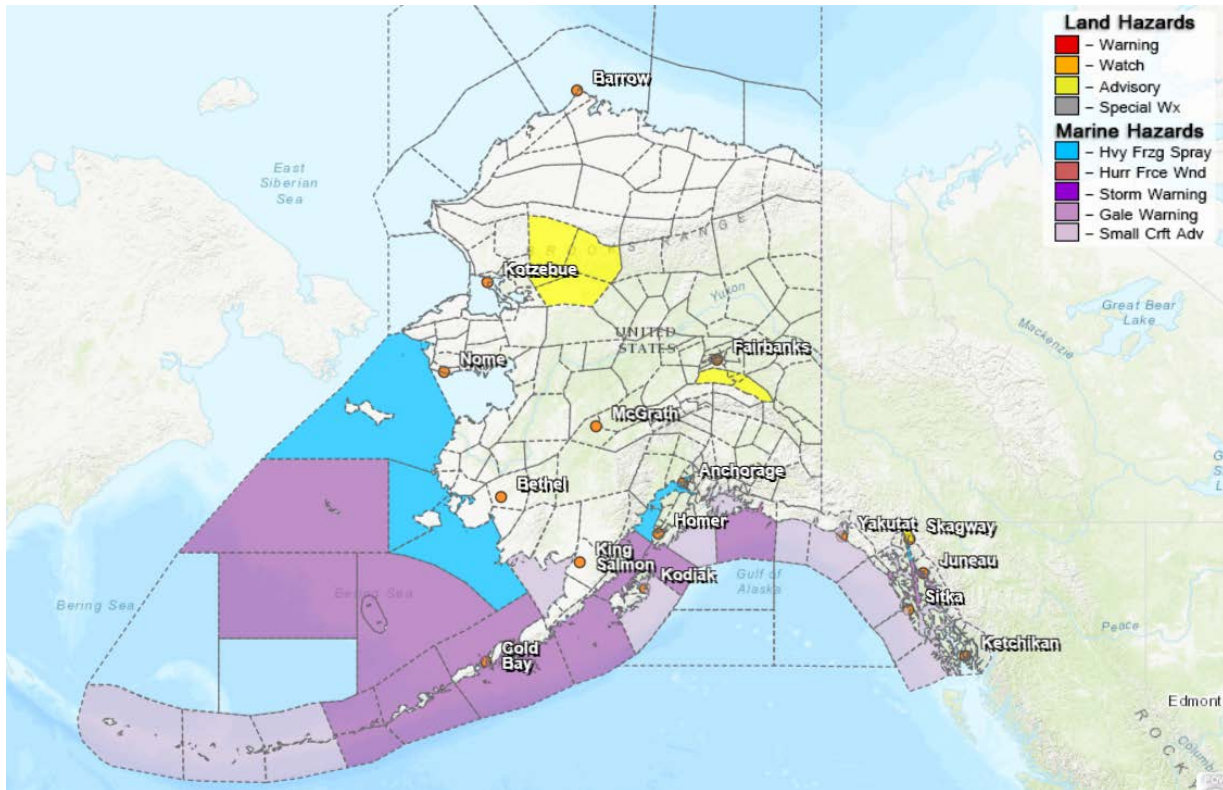 Land Hazards
– Warning
– Watch
– Advisory
– Special Wx
Marine Hazards
– Hvy Frzg Spray
– Hurr Frce Wnd
– Storm Warning
– Gale Warning
– Small Crft Adv
Barrow
East
Siberian
Sea
BROOKS RANGE
Kotzebue
Yukon
Great Bear
Lake
Mackenzie
UNITED
STATES
Fairbanks
Nome
McGrath
Anchorage
Bethel
Homer
Yakutat
Skagway
King
Salmon
Kodiak
Gulf of
Alaska
Juneau
Bering Sea
Bering Sea
Sitka
Peace
Ketchikan
Gold
Bay
Edmont
ROCK
Columbia